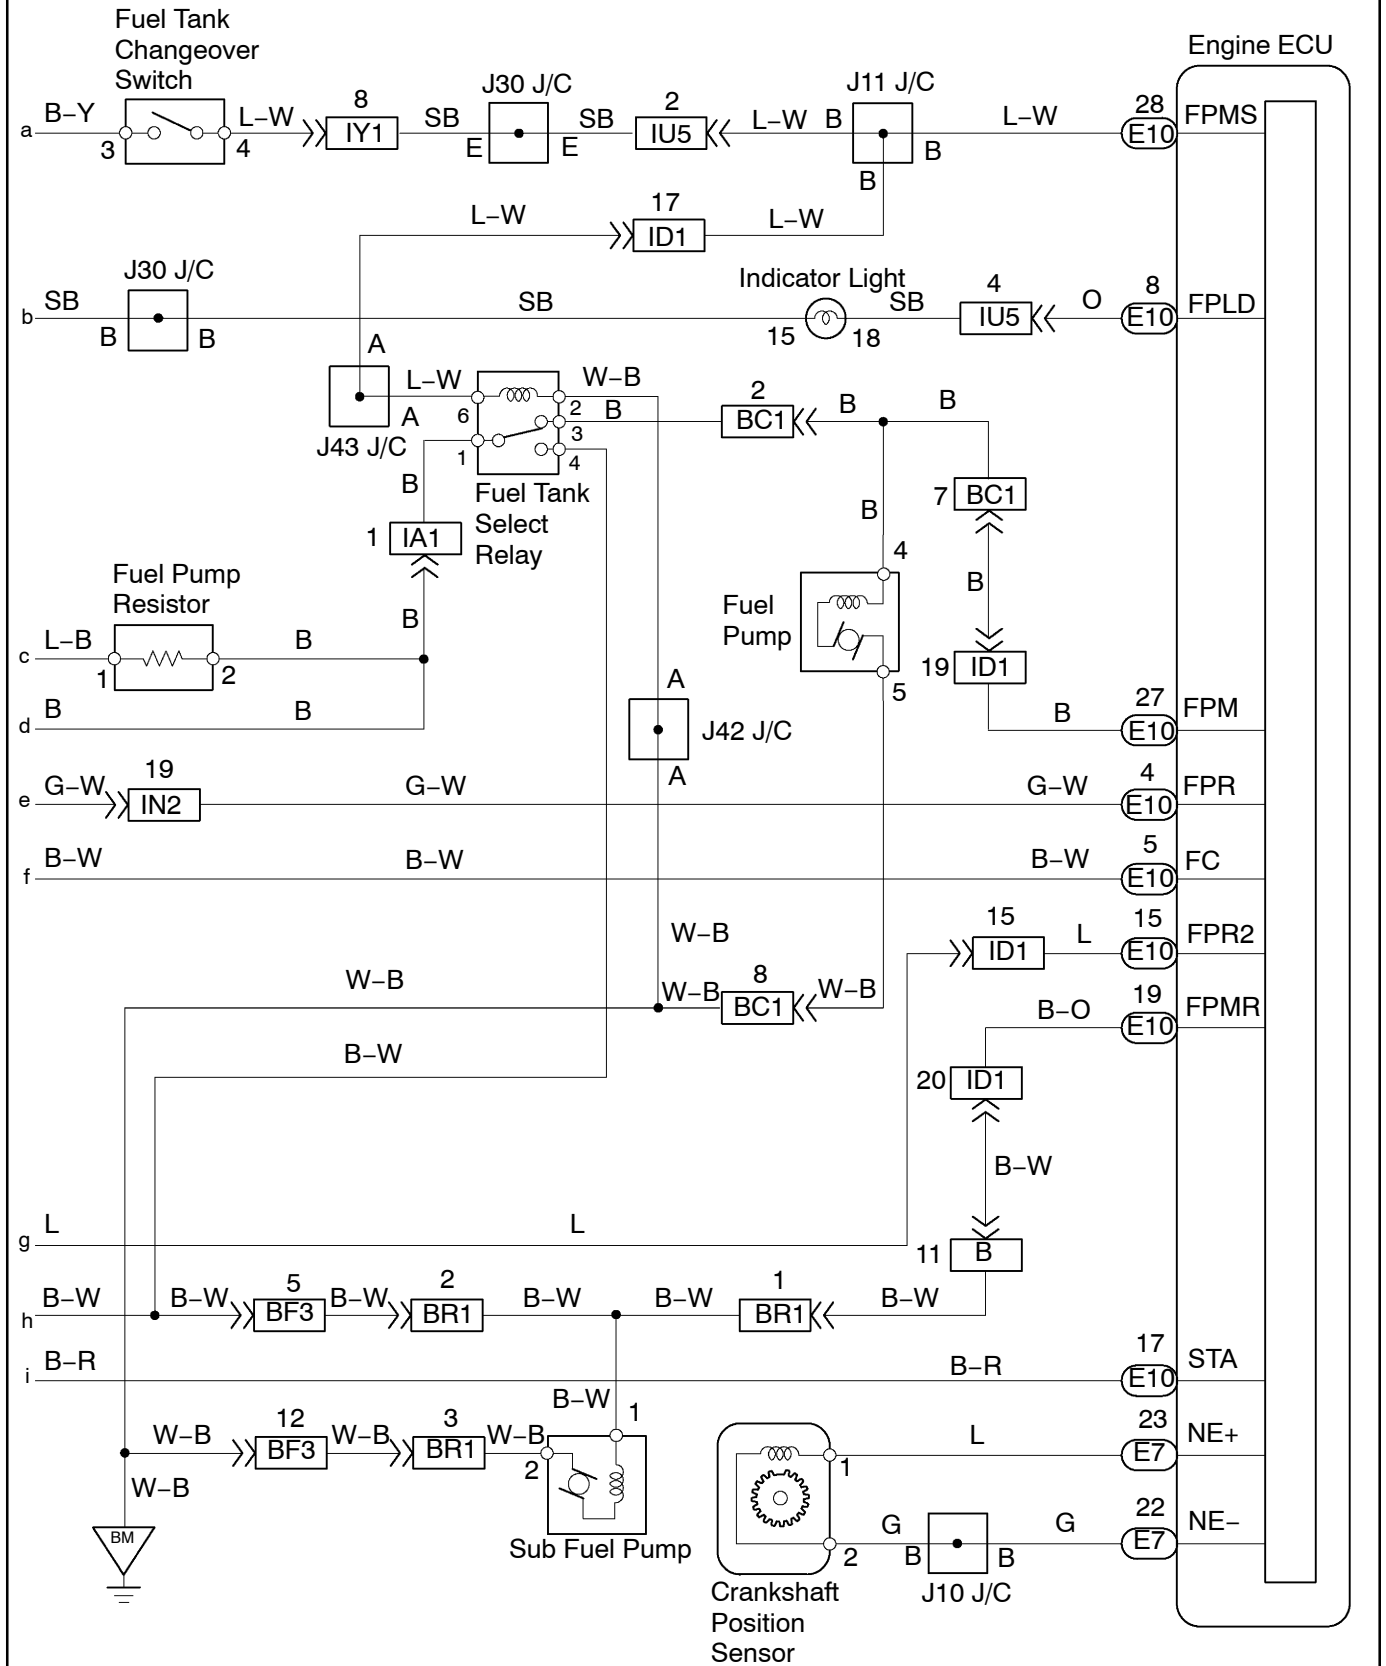 Fuel Tank
Changeover
Switch
Engine ECU
J30 J/C
J11 J/C
a
B–Y
3
4
L–W
8
IY1
SB
E
E
SB
2
IU5
L–W
B
B
B
L–W
28
E10
FPMS
L–W
17
ID1
L–W
J30 J/C
Indicator Light
b
SB
B
B
SB
15
18
SB
4
IU5
O
8
E10
FPLD
A
L–W
A
J43 J/C
6
1
2
3
4
W–B
B
2
BC1
B
B
Fuel Tank
Select
Relay
B
1
IA1
B
B
7
BC1
B
19
ID1
4
Fuel
Pump
5
Fuel Pump
Resistor
c
L–B
1
2
B
d
B
B
A
J42 J/C
A
B
27
E10
FPM
e
G–W
19
IN2
G–W
G–W
4
E10
FPR
f
B–W
B–W
B–W
5
E10
FC
15
ID1
L
15
E10
FPR2
W–B
W–B
W–B
8
BC1
W–B
B–O
19
E10
FPMR
B–W
20
ID1
B–W
11
B
g
L
L
h
B–W
B–W
5
BF3
B–W
2
BR1
B–W
B–W
1
BR1
B–W
i
B–R
B–R
17
E10
STA
B–W
1
W–B
12
BF3
W–B
3
BR1
W–B
2
Sub Fuel Pump
W–B
BM
1
L
23
E7
NE+
2
G
B
B
J10 J/C
G
22
E7
NE–
Crankshaft
Position
Sensor